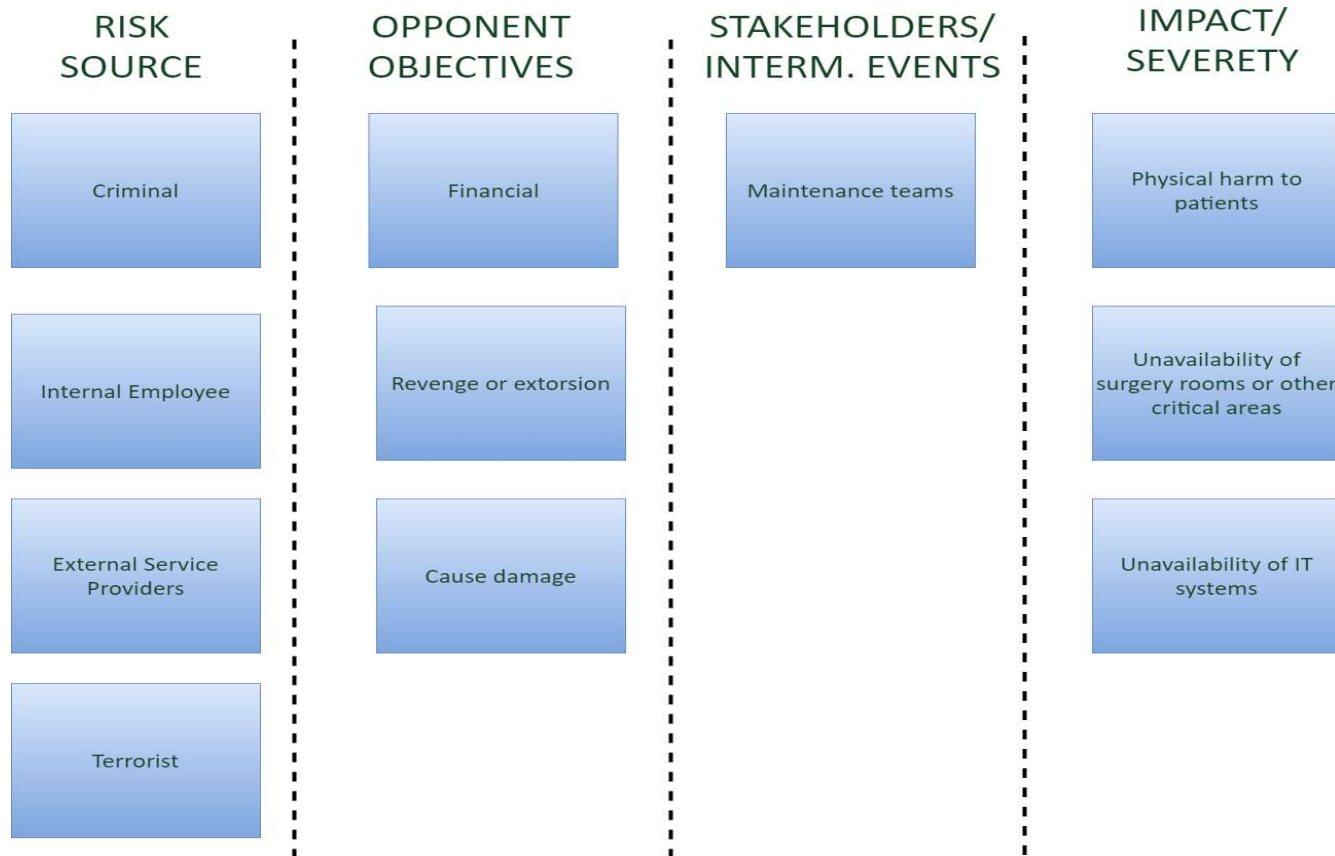 RISK
SOURCE
OPPONENT
OBJECTIVES
STAKEHOLDERS/
INTERM. EVENTS
IMPACT/
SEVERETY
Criminal
Financial
Maintenance teams
Physical harm to
patients
Internal Employee
Revenge or extorsion
Unavailability of
surgery rooms or other
critical areas
External Service
Providers
Cause damage
Unavailability of IT
systems
Terrorist